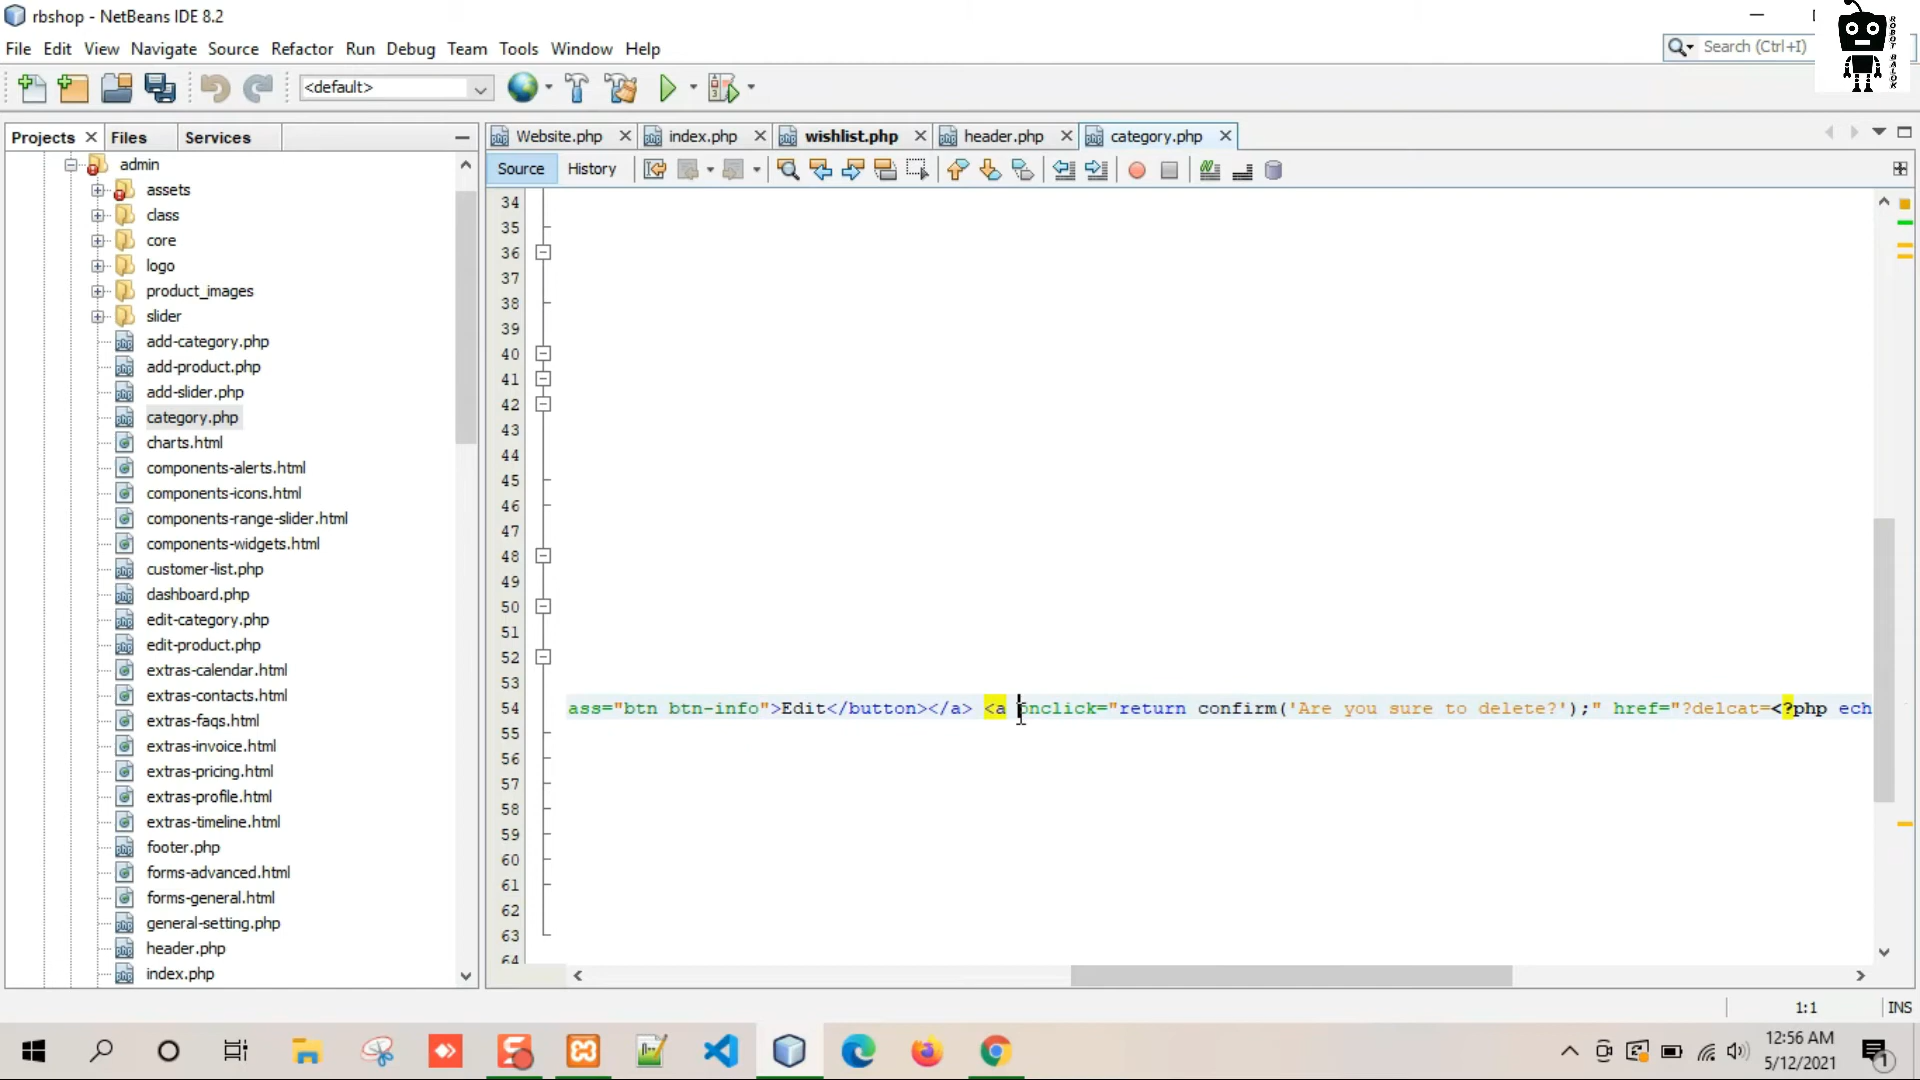 rbshop - NetBeans IDE 8.2
File Edit View Navigate Source Refactor Run Debug Team Tools Window Help
Search (Ctrl+I)
ROBOT BALOK
<default>
Projects Files Services
Website.php index.php wishlist.php header.php category.php
Source History
admin
assets
class
core
logo
product_images
slider
add-category.php
add-product.php
add-slider.php
category.php
charts.html
components-alerts.html
components-icons.html
components-range-slider.html
components-widgets.html
customer-list.php
dashboard.php
edit-category.php
edit-product.php
extras-calendar.html
extras-contacts.html
extras-faqs.html
extras-invoice.html
extras-pricing.html
extras-profile.html
extras-timeline.html
footer.php
forms-advanced.html
forms-general.html
general-setting.php
header.php
index.php
34
35
36
37
38
39
40
41
42
43
44
45
46
47
48
49
50
51
52
53
54 ass="btn btn-info">Edit</button></a> <a onclick="return confirm('Are you sure to delete?');" href="?delcat=<?php ech
55
56
57
58
59
60
61
62
63
64
1:1 INS
12:56 AM
5/12/2021
1